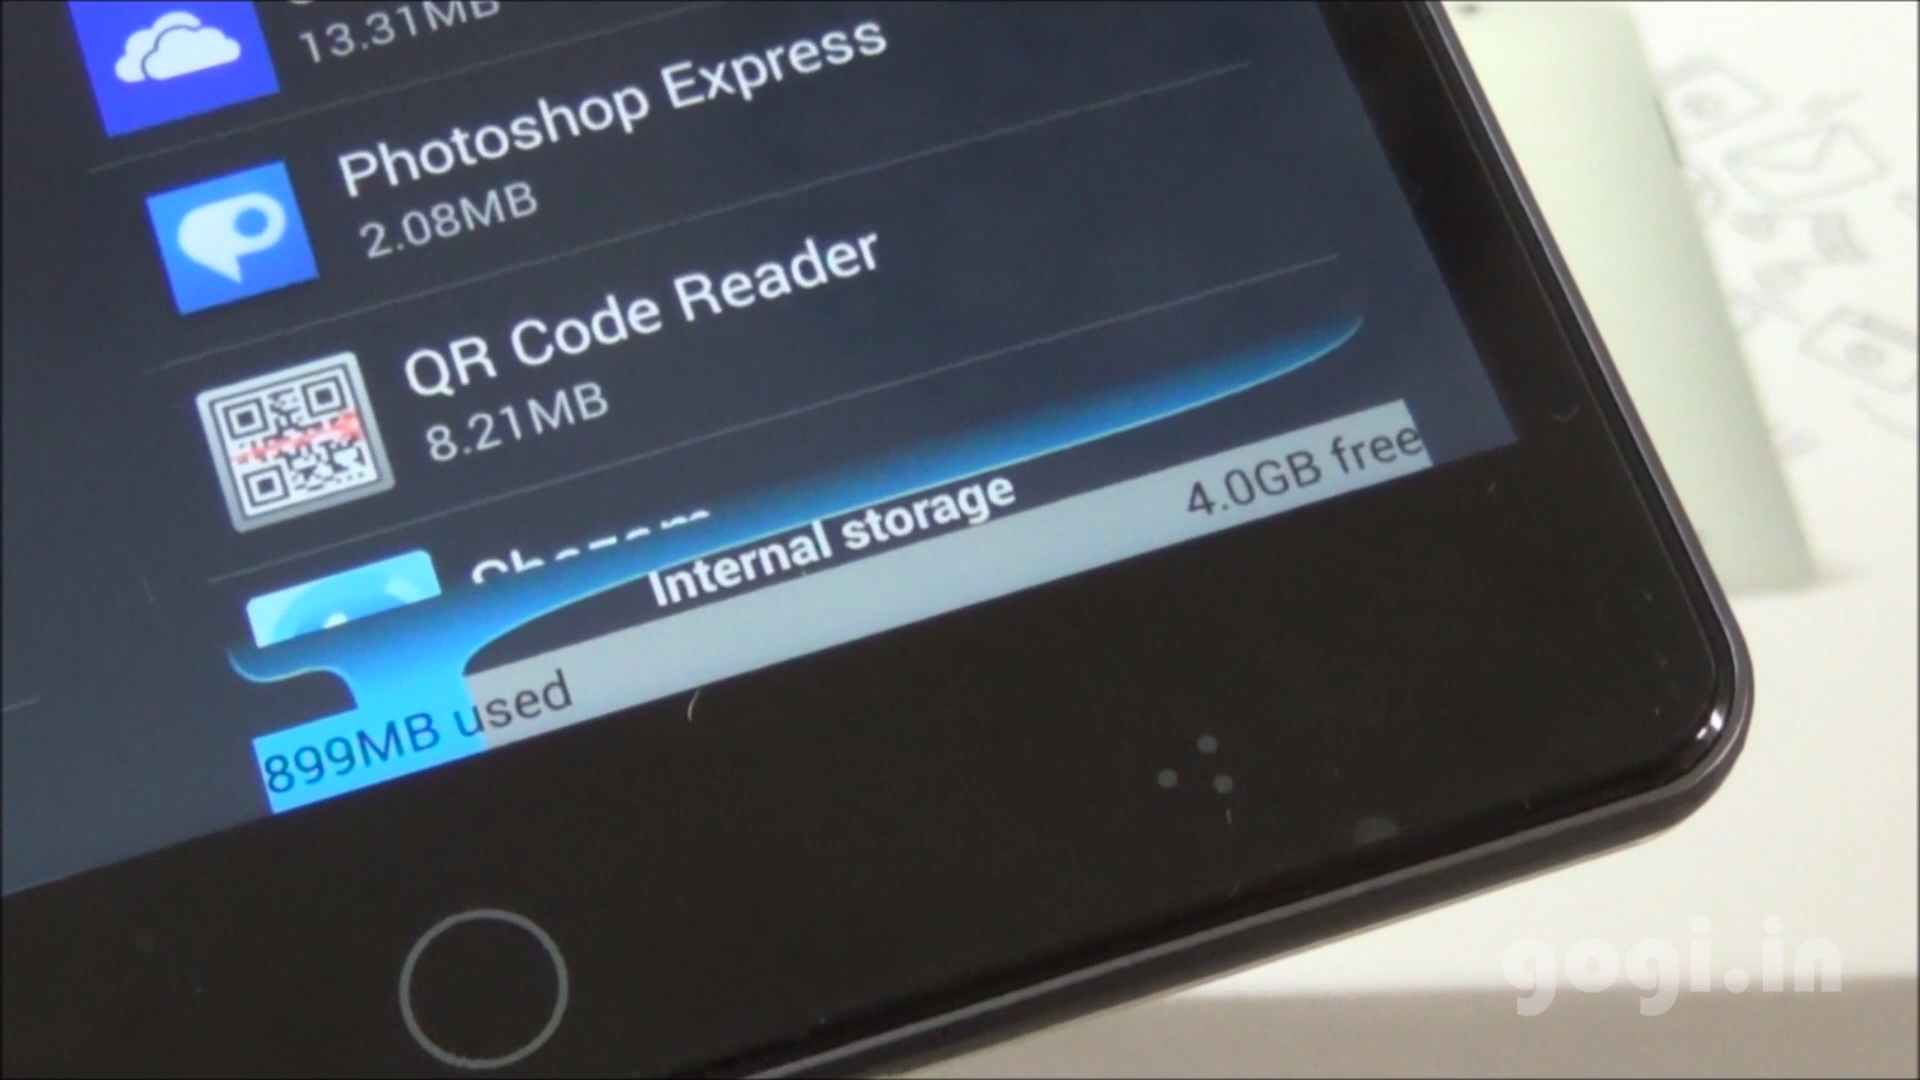 13.31MB
Photoshop Express
2.08MB
QR Code Reader
8.21MB
Shazam
Internal storage
899MB used
4.0GB free
gogi.in